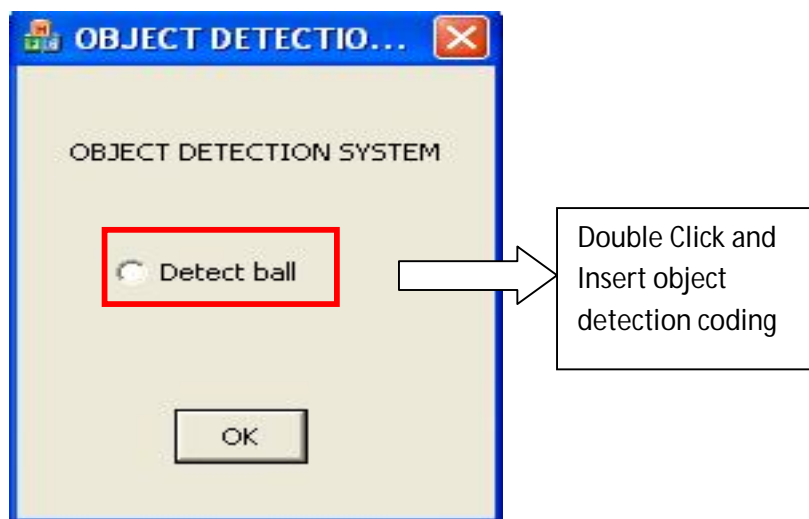 OBJECT DETECTIO...
OBJECT DETECTION SYSTEM
Detect ball
Double Click and
Insert object
detection coding
OK